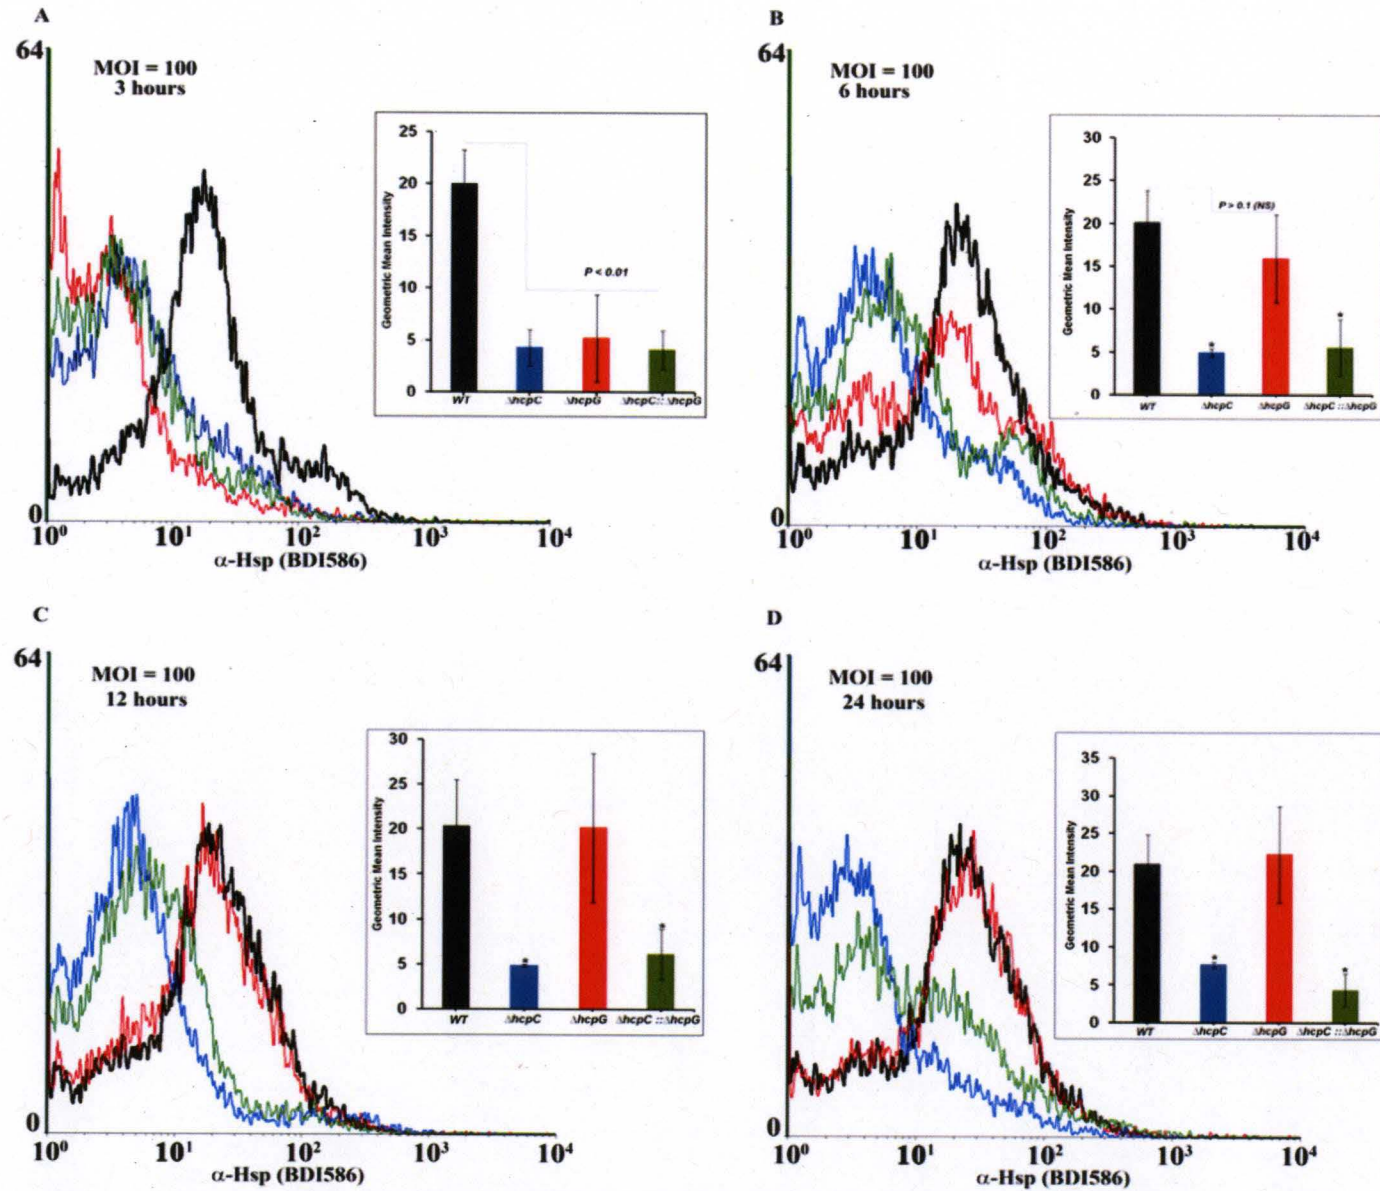 A
64
MOI = 100
3 hours
25
20
15
10
5
0
Geometric Mean Intensity
P < 0.01
WT ΔhcpC ΔhcpG ΔhcpC::ΔhcpG
0
10⁰ 10¹ 10² 10³ 10⁴
α-Hsp (BDI586)
B
64
MOI = 100
6 hours
30
25
20
15
10
5
0
Geometric Mean Intensity
P > 0.1 (NS)
*
*
WT ΔhcpC ΔhcpG ΔhcpC ::ΔhcpG
0
10⁰ 10¹ 10² 10³ 10⁴
α-Hsp (BDI586)
C
64
MOI = 100
12 hours
30
25
20
15
10
5
0
Geometric Mean Intensity
*
*
WT ΔhcpC ΔhcpG ΔhcpC ::ΔhcpG
0
10⁰ 10¹ 10² 10³ 10⁴
α-Hsp (BDI586)
D
64
MOI = 100
24 hours
35
30
25
20
15
10
5
0
Geometric Mean Intensity
*
*
WT ΔhcpC ΔhcpG ΔhcpC ::ΔhcpG
0
10⁰ 10¹ 10² 10³ 10⁴
α-Hsp (BDI586)